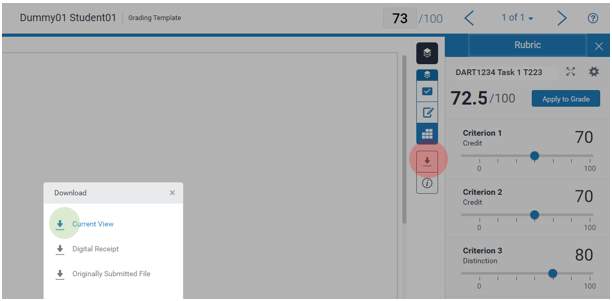 Dummy01 Student01 Grading Template 73 /100 1 of 1
Rubric
DART1234 Task 1 T223
72.5/100 Apply to Grade
Criterion 1 70
Credit
0 100
Criterion 2 70
Credit
0 100
Criterion 3 80
Distinction
0 100
Download
Current View
Digital Receipt
Originally Submitted File